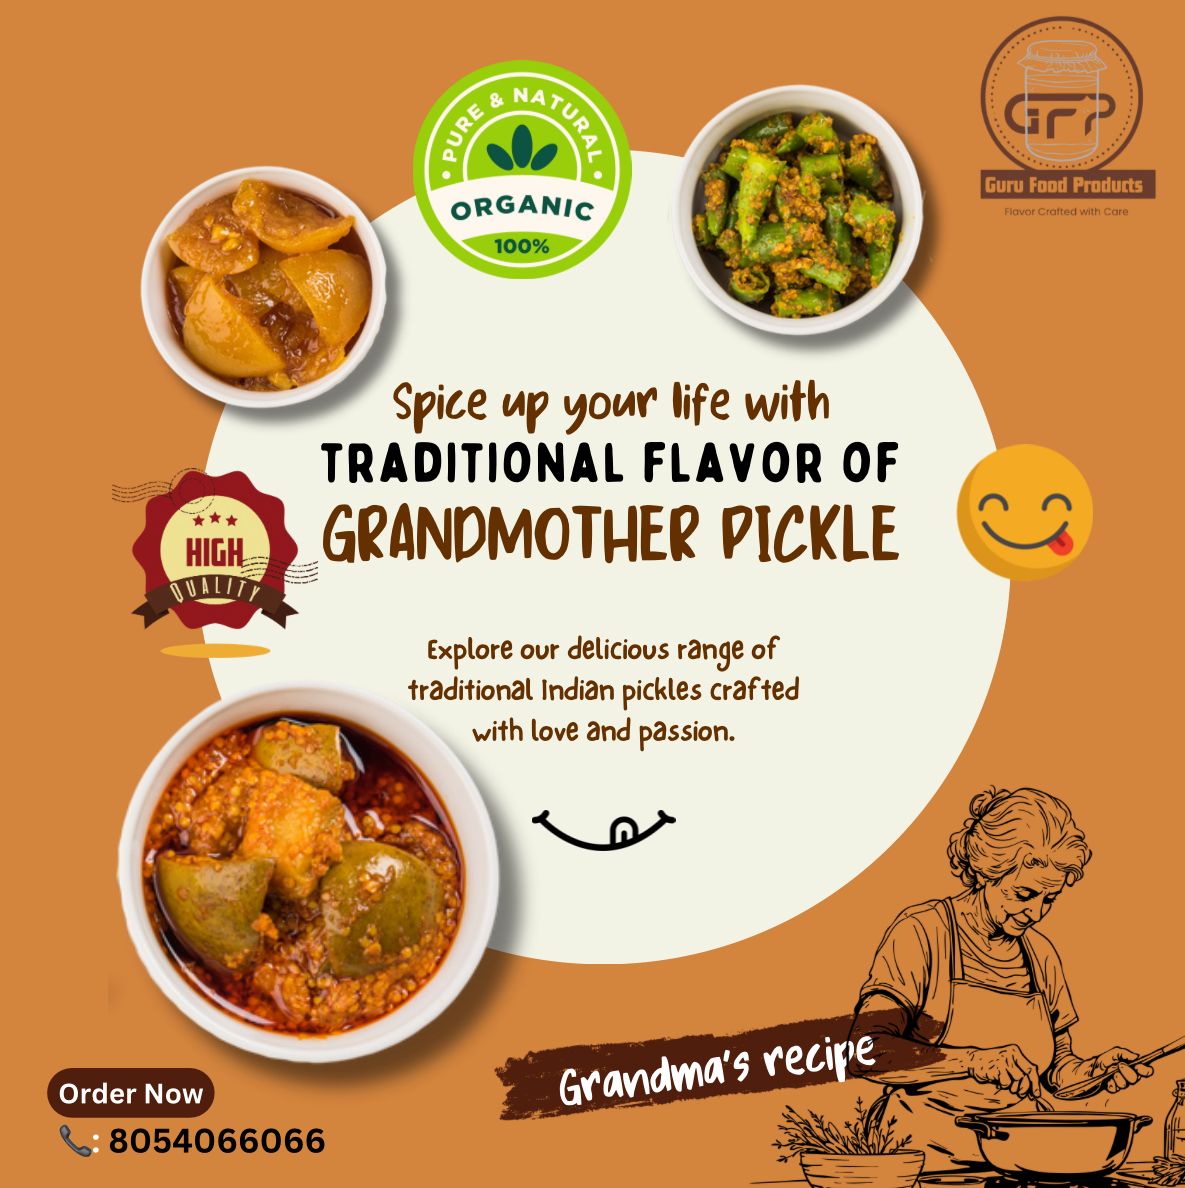 GFP
Guru Food Products
Flavor Crafted with Care
PURE & NATURAL
ORGANIC
100%
Spice up your life with
TRADITIONAL FLAVOR OF
GRANDMOTHER PICKLE
HIGH
QUALITY
Explore our delicious range of
traditional Indian pickles crafted
with love and passion.
Grandma's recipe
Order Now
: 8054066066